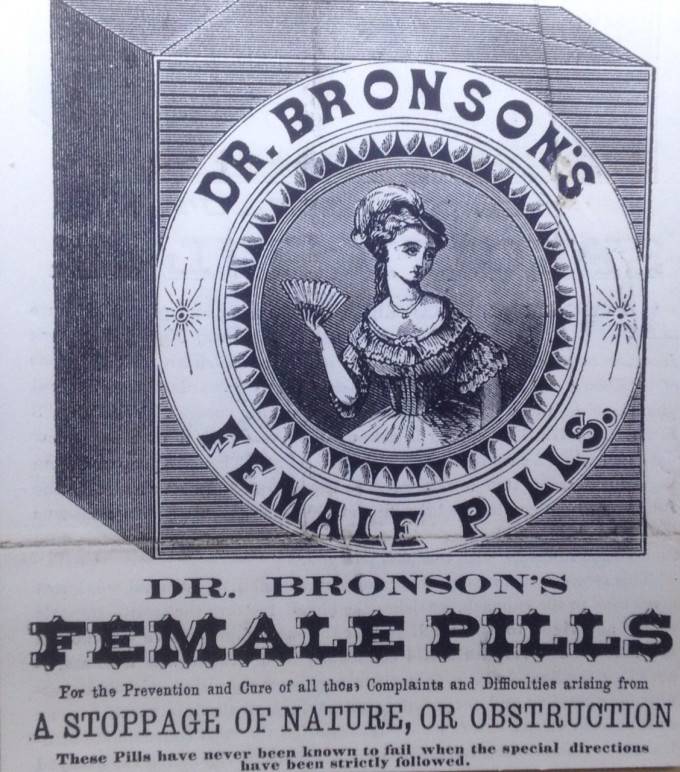 DR. BRONSON'S
FEMALE PILLS.
DR. BRONSON'S
FEMALE PILLS
For the Prevention and Cure of all those Complaints and Difficulties arising from
A STOPPAGE OF NATURE, OR OBSTRUCTION
These Pills have never been known to fail when the special directions
have been strictly followed.